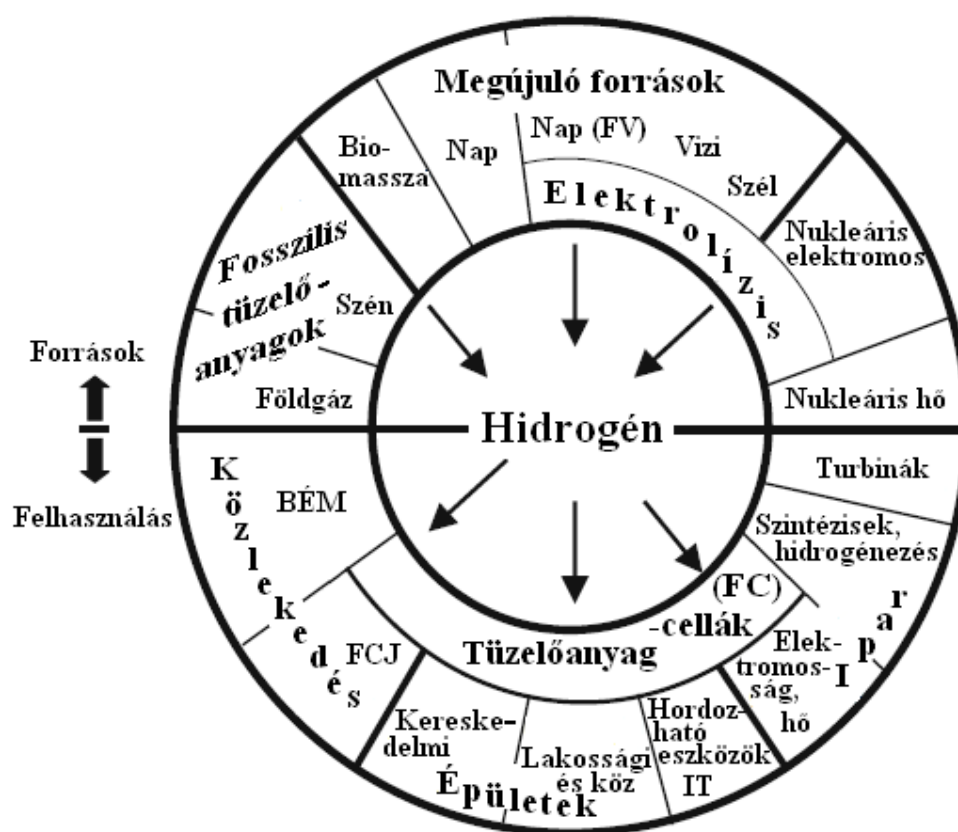 Megújuló források
Bio-
massza
Nap
Nap (FV)
Vizi
Szél
Elektrolízis
Nukleáris
elektromos
Nukleáris hő
Fosszilis
tüzelő-
anyagok
Szén
Földgáz
Források
Felhasználás
Hidrogén
Közlekedés
BÉM
FCJ
Turbinák
Szintézisek,
hidrogénezés
Ipar
Elek-
tromos-
ság,
hő
(FC)
-cellák
Tüzelőanyag
Kereske-
delmi
Lakossági
és köz
Épületek
Hordoz-
ható
eszközök
IT